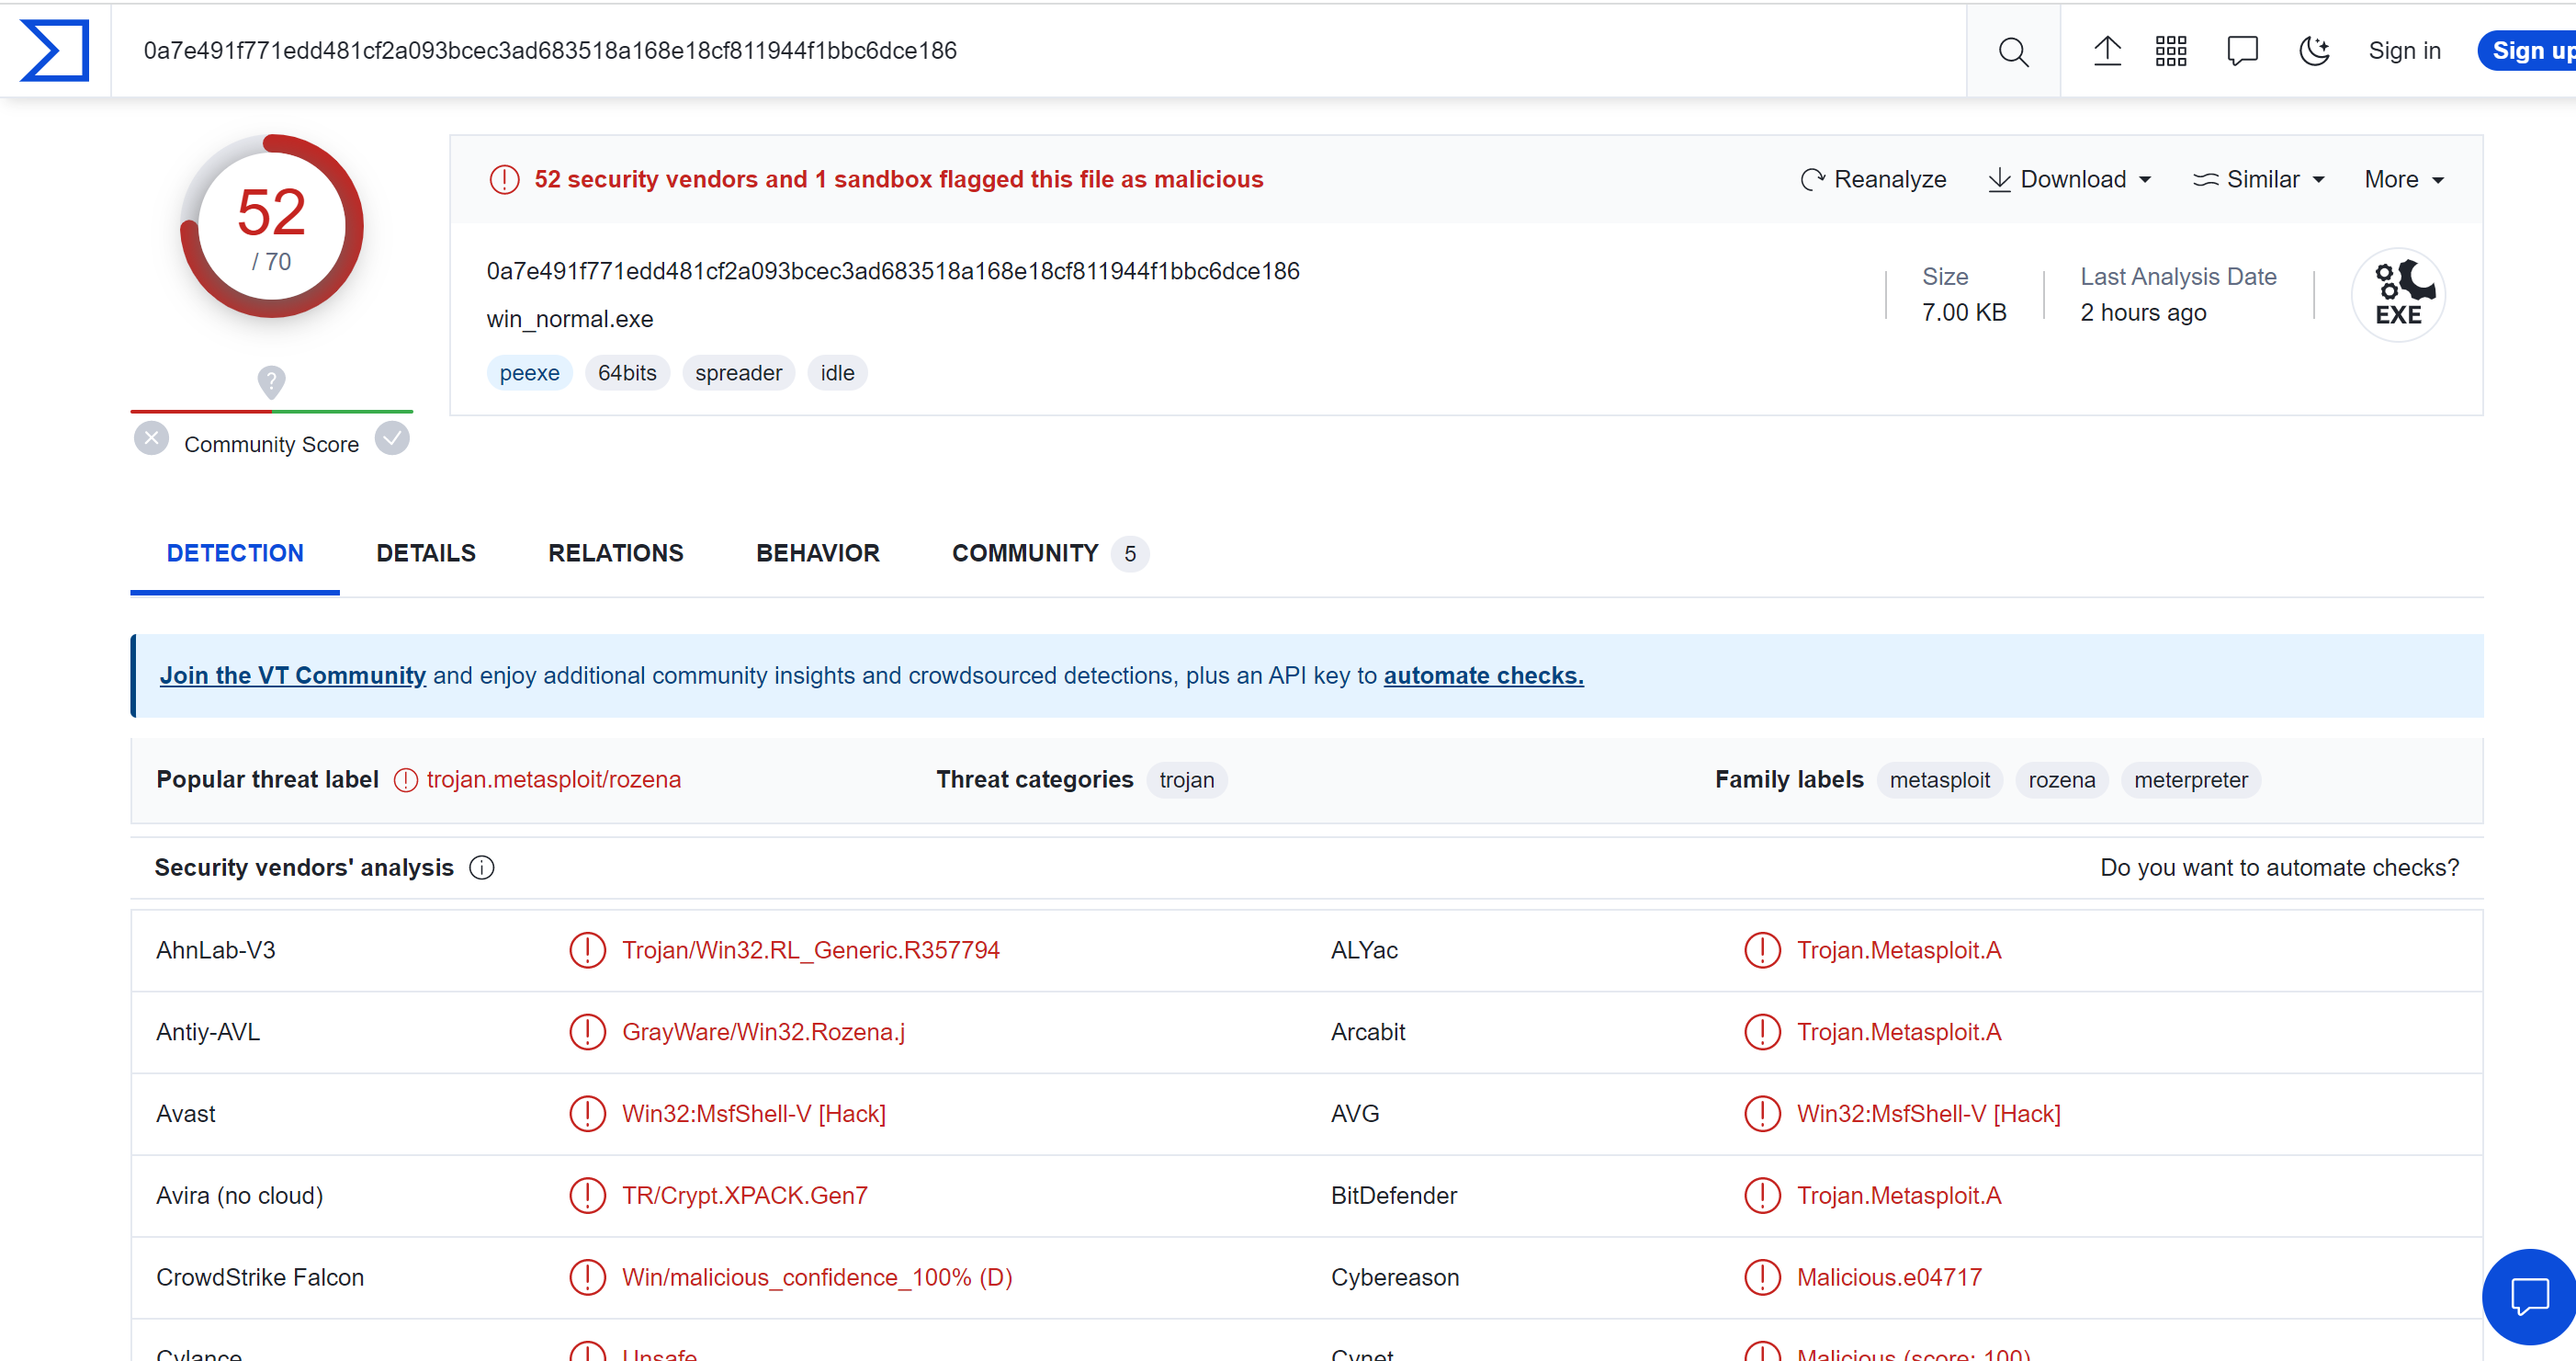 0a7e491f771edd481cf2a093bcec3ad683518a168e18cf811944f1bbc6dce186
Sign in
Sign up
52
/ 70
52 security vendors and 1 sandbox flagged this file as malicious
Reanalyze
Download
Similar
More
0a7e491f771edd481cf2a093bcec3ad683518a168e18cf811944f1bbc6dce186
win_normal.exe
peexe
64bits
spreader
idle
Size
7.00 KB
Last Analysis Date
2 hours ago
EXE
?
Community Score
DETECTION
DETAILS
RELATIONS
BEHAVIOR
COMMUNITY
5
Join the VT Community and enjoy additional community insights and crowdsourced detections, plus an API key to automate checks.
Popular threat label
trojan.metasploit/rozena
Threat categories
trojan
Family labels
metasploit
rozena
meterpreter
Security vendors' analysis
Do you want to automate checks?
AhnLab-V3
Trojan/Win32.RL_Generic.R357794
ALYac
Trojan.Metasploit.A
Antiy-AVL
GrayWare/Win32.Rozena.j
Arcabit
Trojan.Metasploit.A
Avast
Win32:MsfShell-V [Hack]
AVG
Win32:MsfShell-V [Hack]
Avira (no cloud)
TR/Crypt.XPACK.Gen7
BitDefender
Trojan.Metasploit.A
CrowdStrike Falcon
Win/malicious_confidence_100% (D)
Cybereason
Malicious.e04717
Cylance
Unsafe
Cynet
Malicious (score: 100)